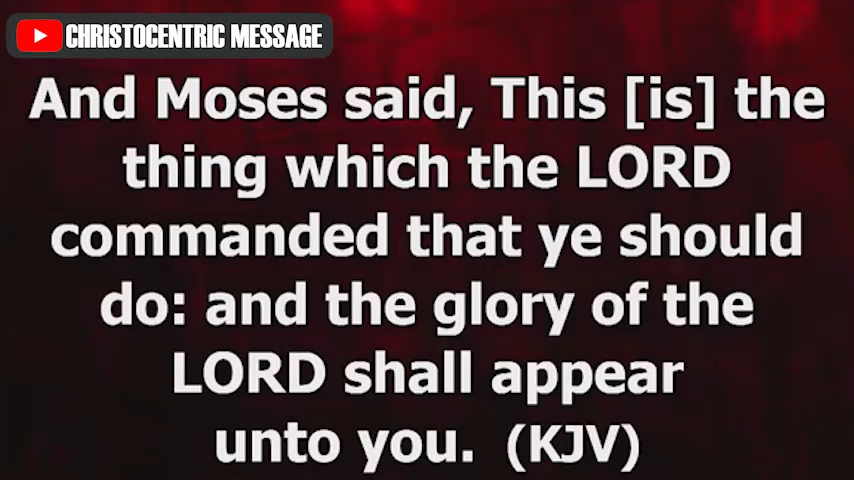 CHRISTOCENTRIC MESSAGE
And Moses said, This [is] the
thing which the LORD
commanded that ye should
do: and the glory of the
LORD shall appear
unto you. (KJV)